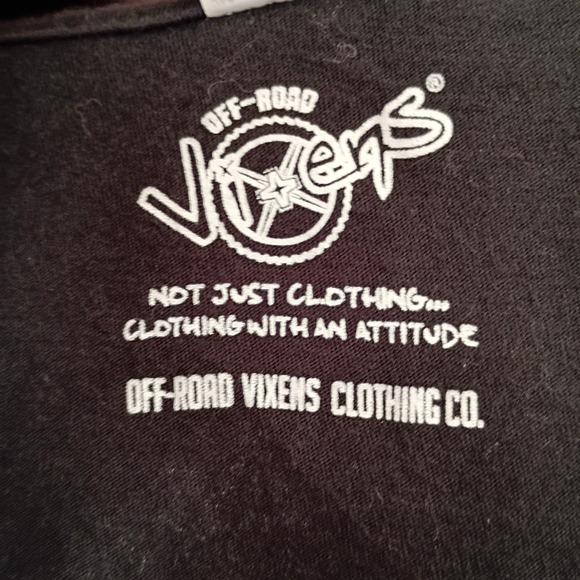 OFF-ROAD
Vixens®
NOT JUST CLOTHING...
CLOTHING WITH AN ATTITUDE
OFF-ROAD VIXENS CLOTHING CO.